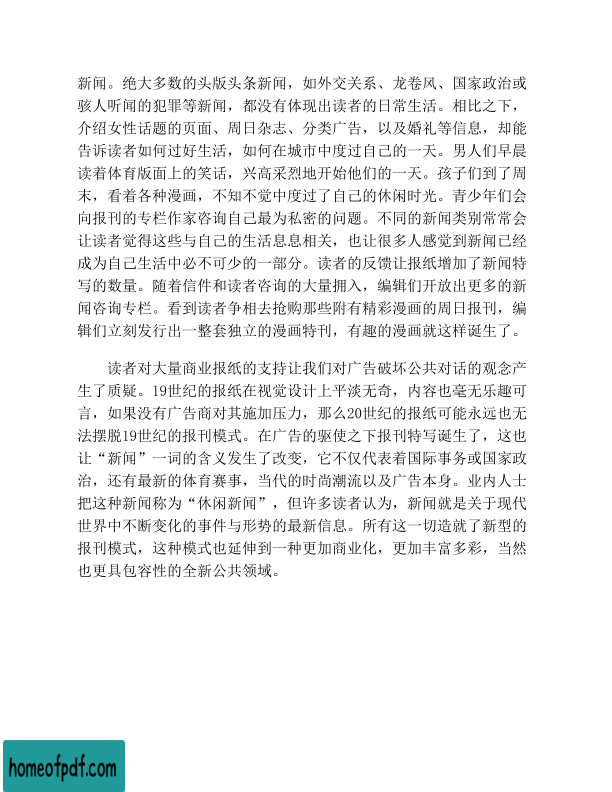 新闻。绝大多数的头版头条新闻，如外交关系、龙卷风、国家政治或
骇人听闻的犯罪等新闻，都没有体现出读者的日常生活。相比之下，
介绍女性话题的页面、周日杂志、分类广告，以及婚礼等信息，却能
告诉读者如何过好生活，如何在城市中度过自己的一天。男人们早晨
读着体育版面上的笑话，兴高采烈地开始他们的一天。孩子们到了周
末，看着各种漫画，不知不觉中度过了自己的休闲时光。青少年们会
向报刊的专栏作家咨询自己最为私密的问题。不同的新闻类别常常会
让读者觉得这些与自己的生活息息相关，也让很多人感觉到新闻已经
成为自己生活中必不可少的一部分。读者的反馈让报纸增加了新闻特
写的数量。随着信件和读者咨询的大量拥入，编辑们开放出更多的新
闻咨询专栏。看到读者争相去抢购那些附有精彩漫画的周日报刊，编
辑们立刻发行出一整套独立的漫画特刊，有趣的漫画就这样诞生了。
读者对大量商业报纸的支持让我们对广告破坏公共对话的观念产
生了质疑。19世纪的报纸在视觉设计上平淡无奇，内容也毫无乐趣可
言，如果没有广告商对其施加压力，那么20世纪的报纸可能永远也无
法摆脱19世纪的报刊模式。在广告的驱使之下报刊特写诞生了，这也
让“新闻”一词的含义发生了改变，它不仅代表着国际事务或国家政
治，还有最新的体育赛事，当代的时尚潮流以及广告本身。业内人士
把这种新闻称为“休闲新闻”，但许多读者认为，新闻就是关于现代
世界中不断变化的事件与形势的最新信息。所有这一切造就了新型的
报刊模式，这种模式也延伸到一种更加商业化，更加丰富多彩，当然
也更具包容性的全新公共领域。
homeofpdf.com